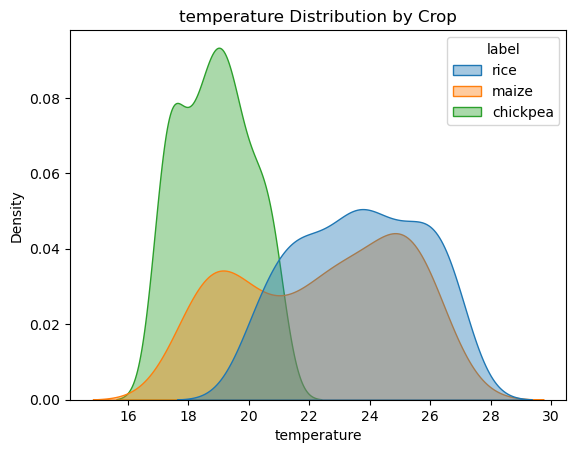 temperature Distribution by Crop
label
rice
maize
chickpea
Density
0.08
0.06
0.04
0.02
0.00
16 18 20 22 24 26 28 30
temperature